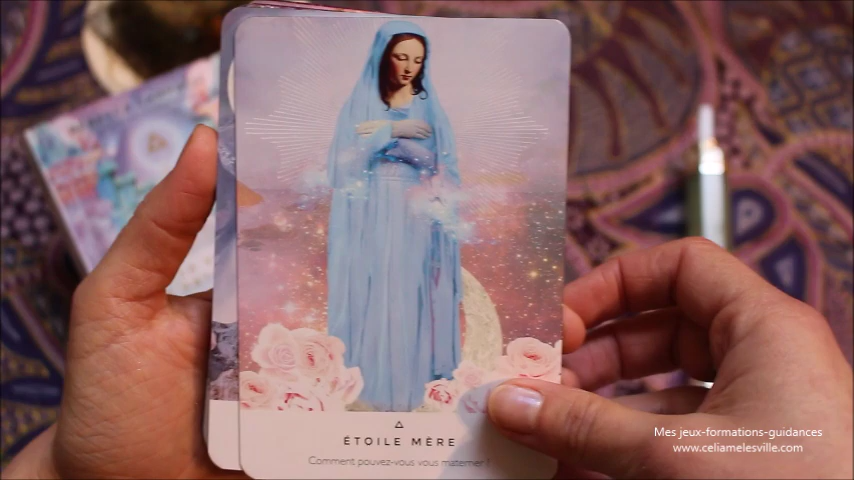 ÉTOILE MÈRE
Comment pouvez-vous vous materner !
Mes jeux-formations-guidances
www.celiamelesville.com